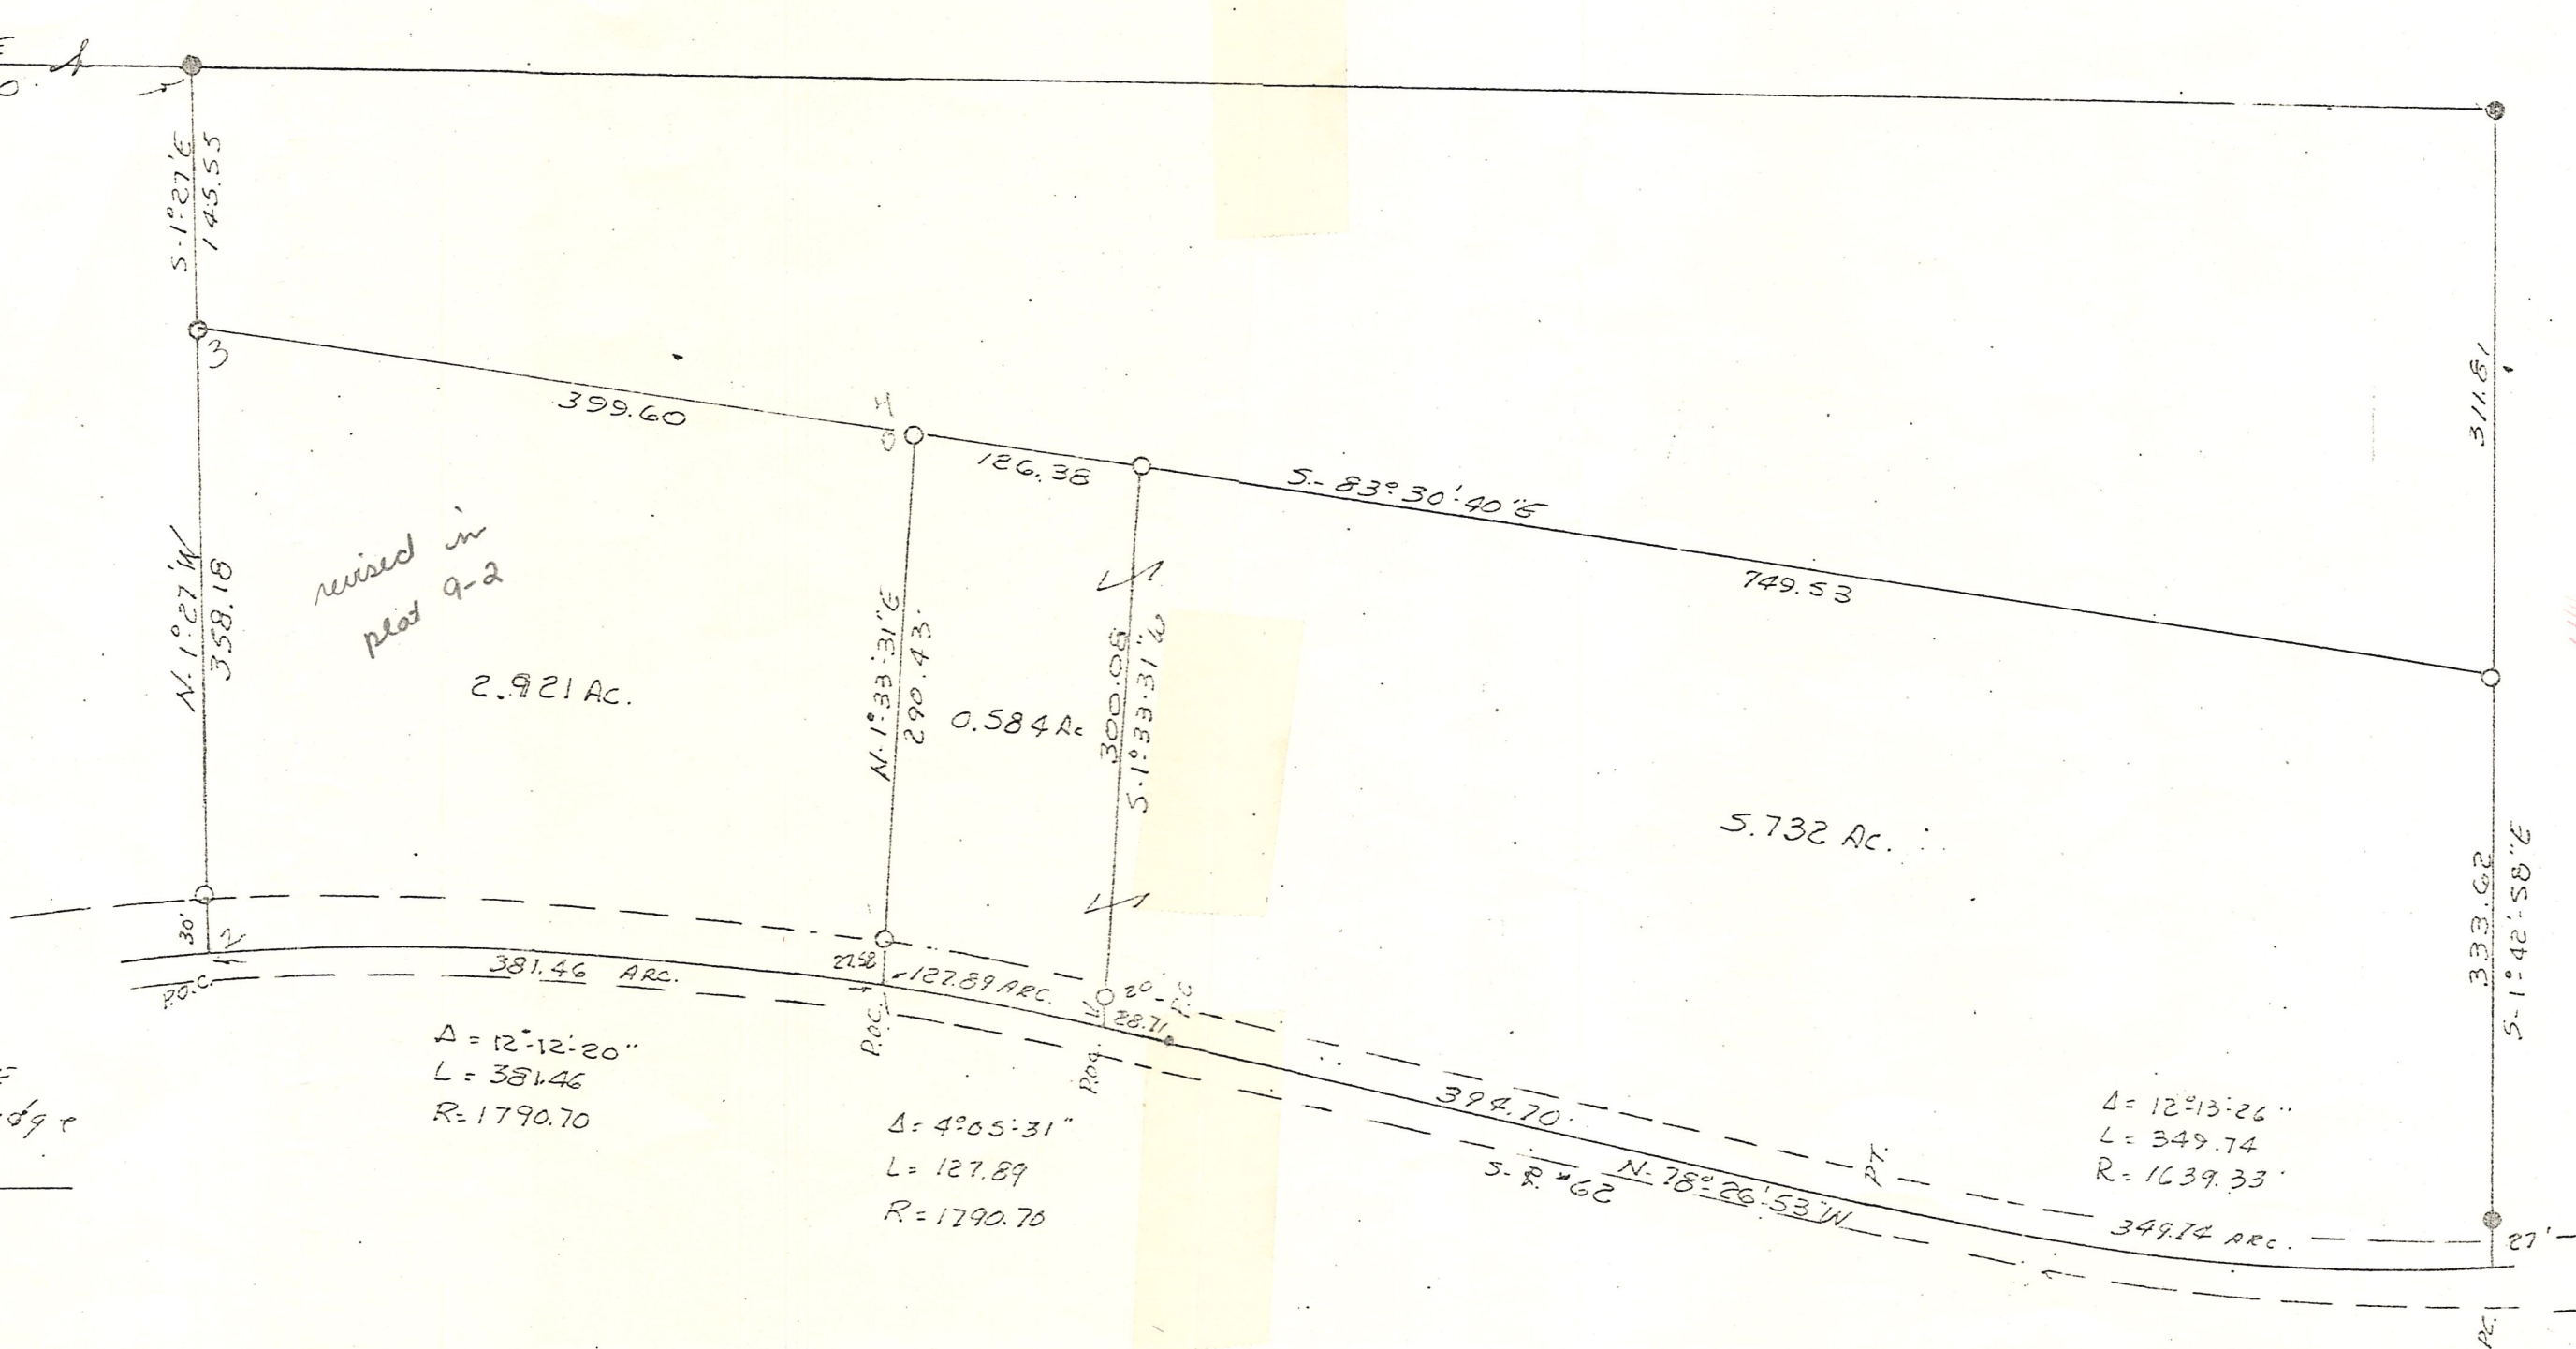 S-1°27'E
145.55
3
399.60
4
126.38
S-83°30'40"E
749.53
311.81
N-1°27'W
358.18
revised in
plat 9-2
2.921 Ac.
N-1°33'31"E
290.43
0.584 Ac
300.08
S-1°33'31"W
5.732 Ac.
333.62
S-1°42'58"E
30'
2
P.O.C.
381.46 ARC.
27.58
127.89 ARC.
P.O.C.
28.71
20'
P.C.
394.70
S.R. #62
N-78°26'53"W
P.T.
349.74 ARC.
27'
P.C.
Δ = 12°-12'-20"
L = 381.46
R = 1790.70
Δ = 4°05'-31"
L = 127.89
R = 1790.70
Δ = 12°13'-26"
L = 349.74
R = 1639.33